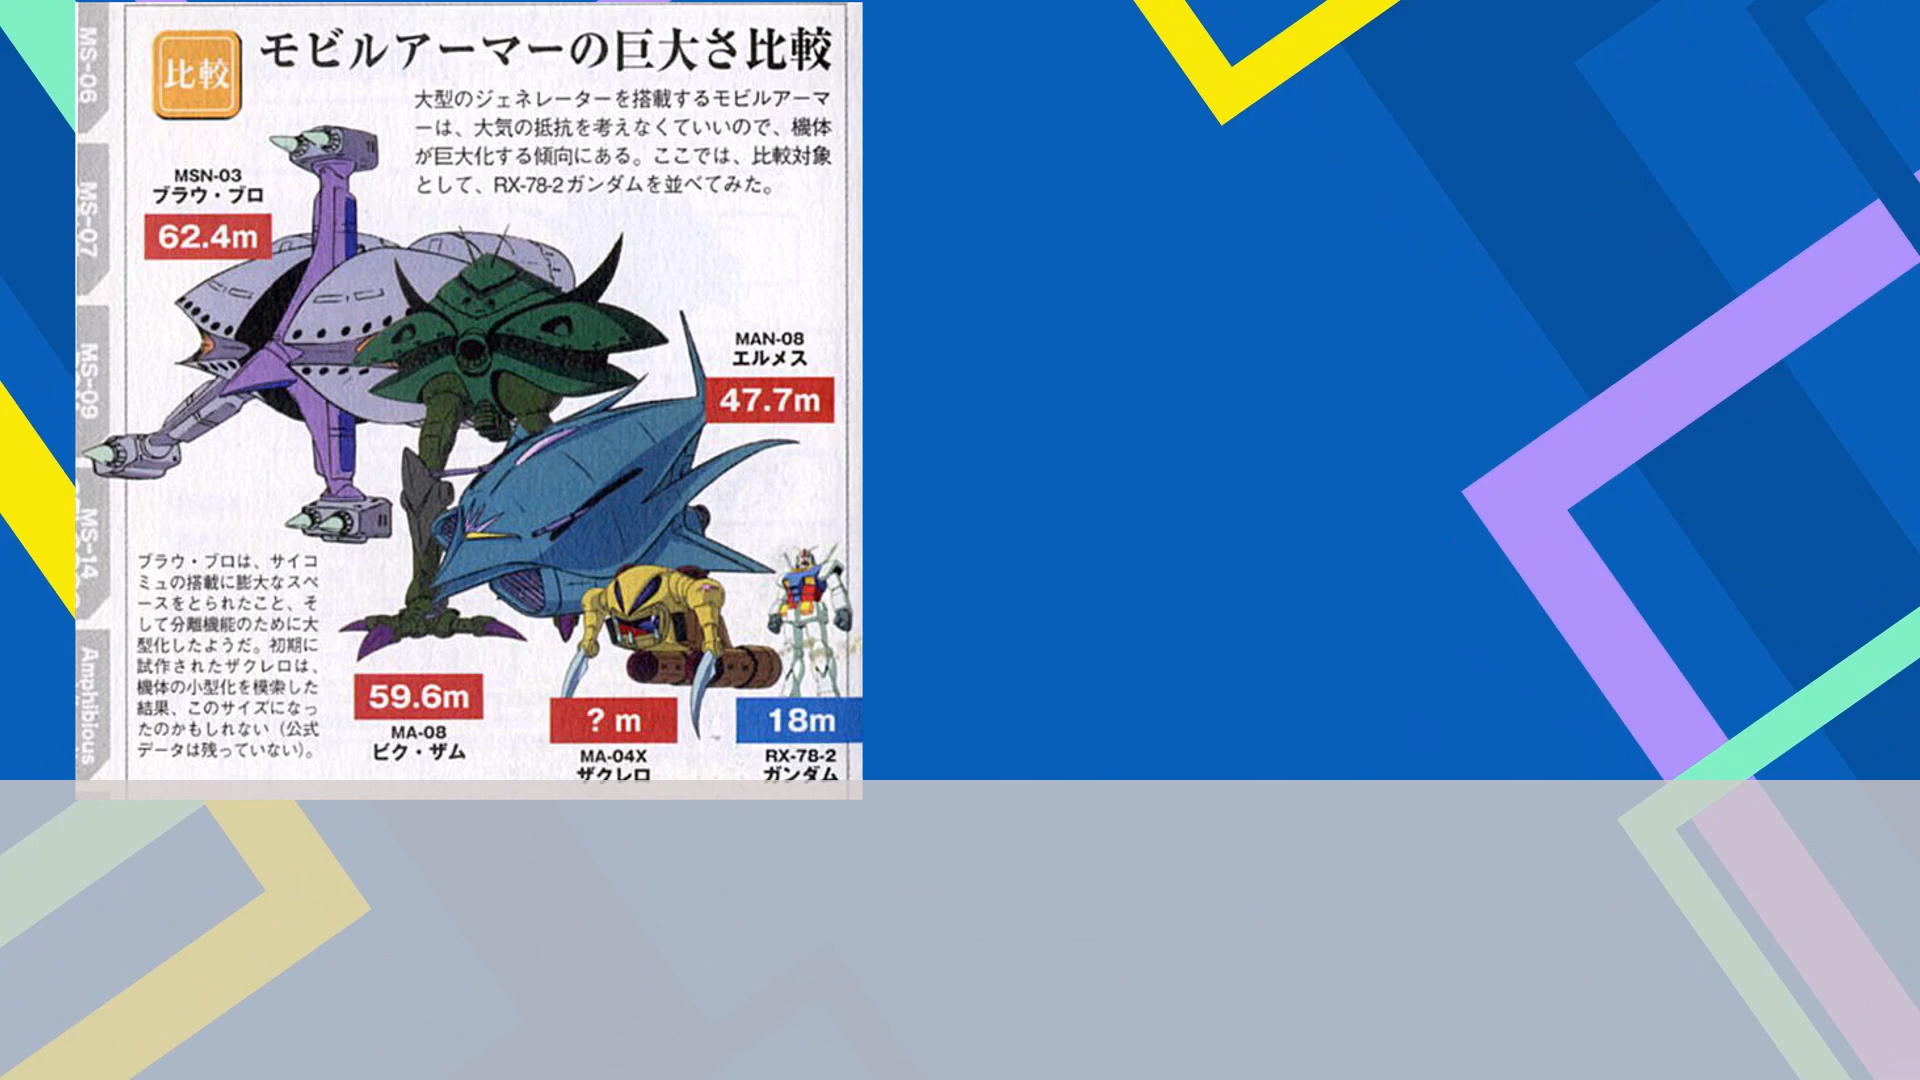 MS-06
MS-07
MS-09
MS-14
Amphibious
比較
モビルアーマーの巨大さ比較
大型のジェネレーターを搭載するモビルアーマ
ーは、大気の抵抗を考えなくていいので、機体
が巨大化する傾向にある。ここでは、比較対象
として、RX-78-2ガンダムを並べてみた。
MSN-03
ブラウ・ブロ
62.4m
MAN-08
エルメス
47.7m
ブラウ・ブロは、サイコ
ミュの搭載に膨大なスペ
ースをとられたこと、そ
して分離機能のために大
型化したようだ。初期に
試作されたザクレロは、
機体の小型化を模索した
結果、このサイズになっ
たのかもしれない（公式
データは残っていない）。
59.6m
MA-08
ビク・ザム
？m
MA-04X
ザクレロ
18m
RX-78-2
ガンダム